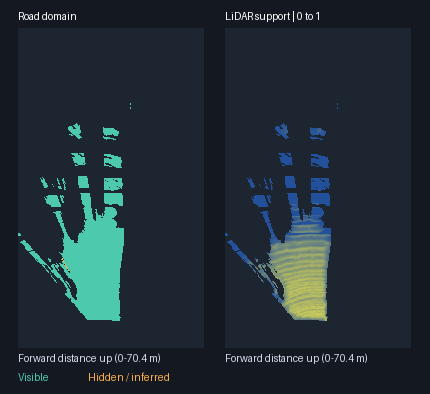 Road domain
LiDAR support | 0 to 1
Forward distance up (0-70.4 m)
Forward distance up (0-70.4 m)
Visible
Hidden / inferred